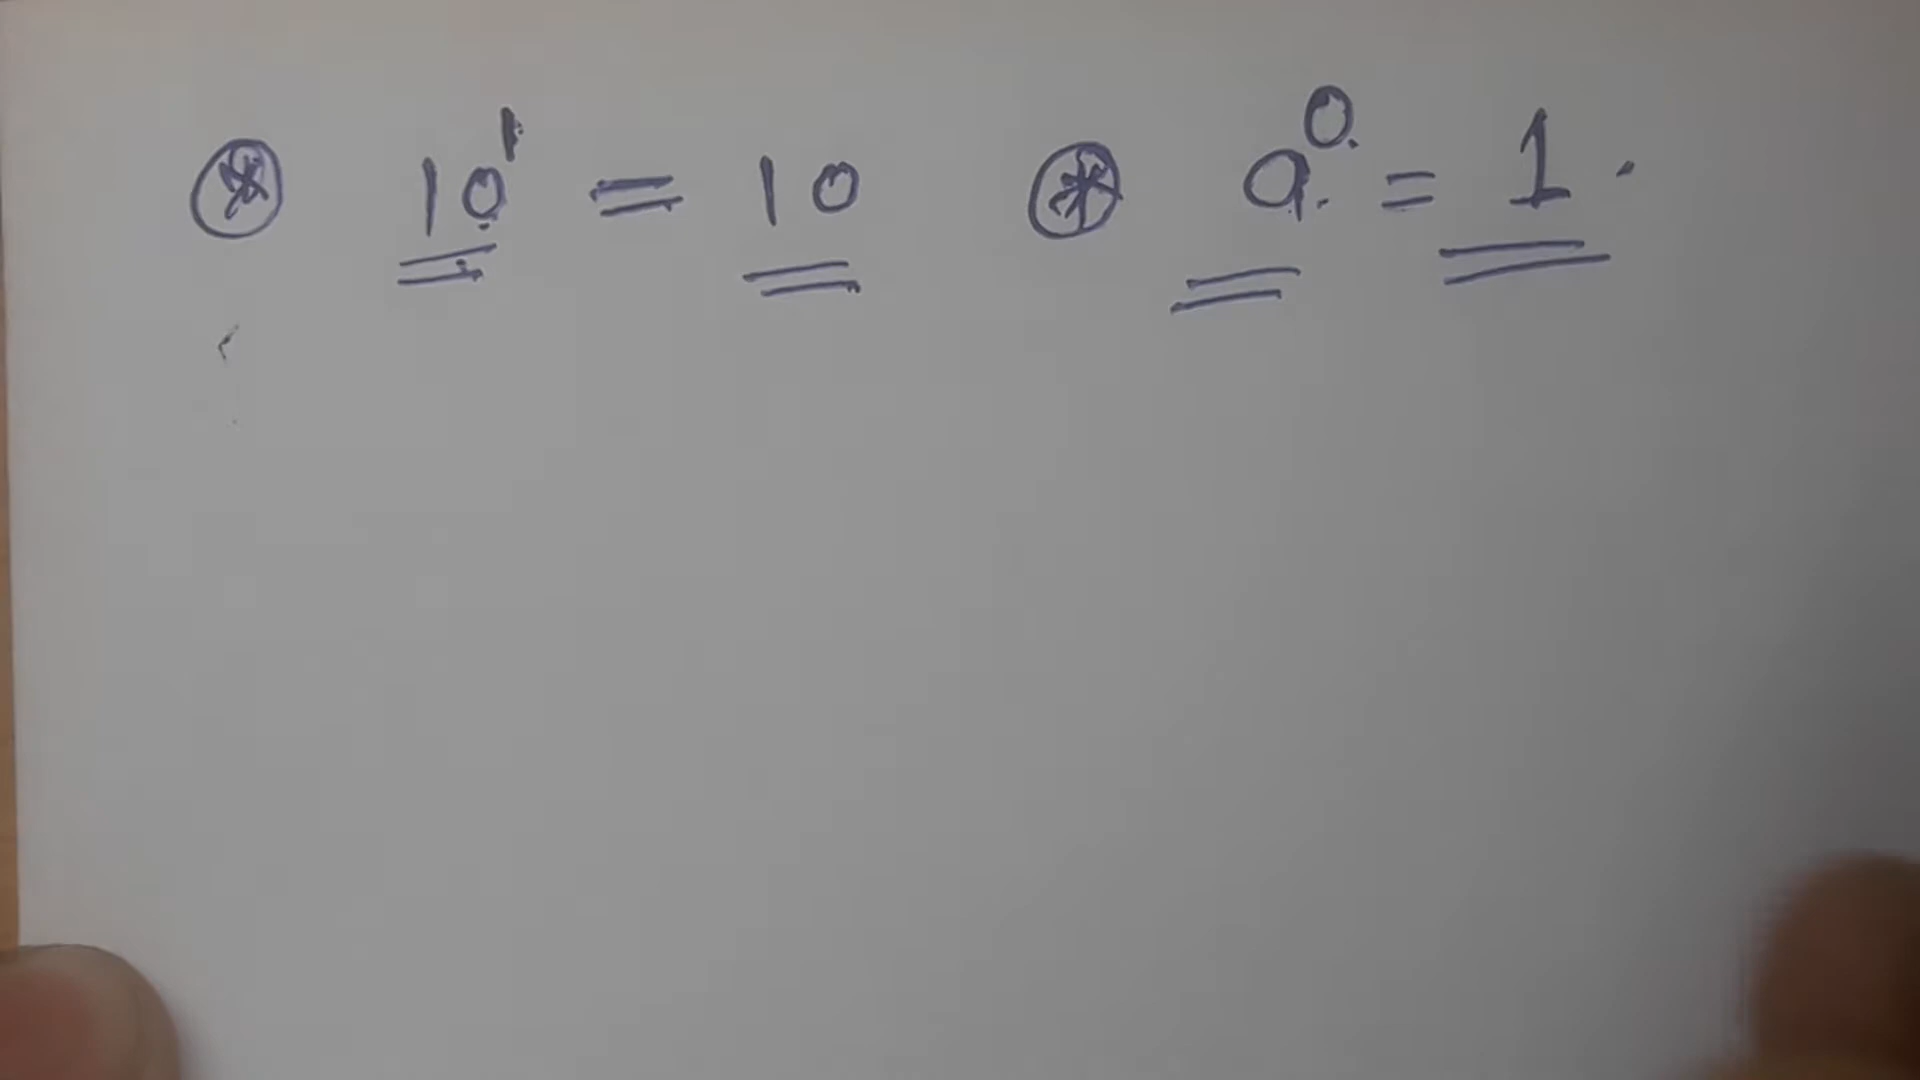 ⊛ 10¹ = 10 ⊛ a⁰ = 1.